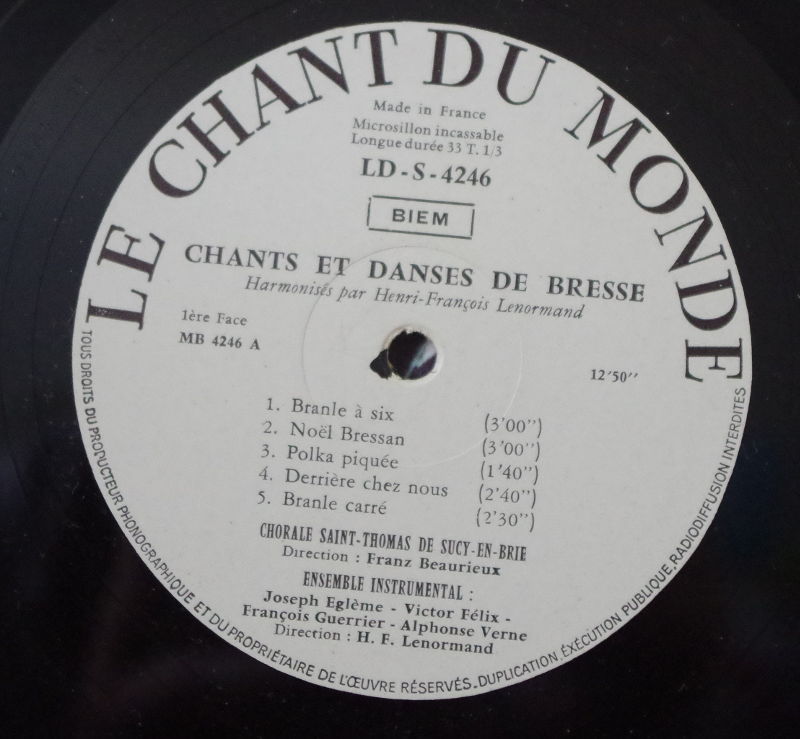 LE CHANT DU MONDE
Made in France
Microsillon incassable
Longue durée 33 T. 1/3
LD-S-4246
BIEM
CHANTS ET DANSES DE BRESSE
Harmonisés par Henri-François Lenormand
1ère Face
MB 4246 A
12'50''
1. Branle à six (3'00'')
2. Noël Bressan (3'00'')
3. Polka piquée (1'40'')
4. Derrière chez nous (2'40'')
5. Branle carré (2'30'')
CHORALE SAINT-THOMAS DE SUCY-EN-BRIE
Direction : Franz Beaurieux
ENSEMBLE INSTRUMENTAL :
Joseph Eglème - Victor Félix -
François Guerrier - Alphonse Verne
Direction : H. F. Lenormand
TOUS DROITS DU PRODUCTEUR PHONOGRAPHIQUE ET DU PROPRIÉTAIRE DE L'ŒUVRE RÉSERVÉS. DUPLICATION, ÉXÉCUTION PUBLIQUE, RADIODIFFUSION INTERDITES